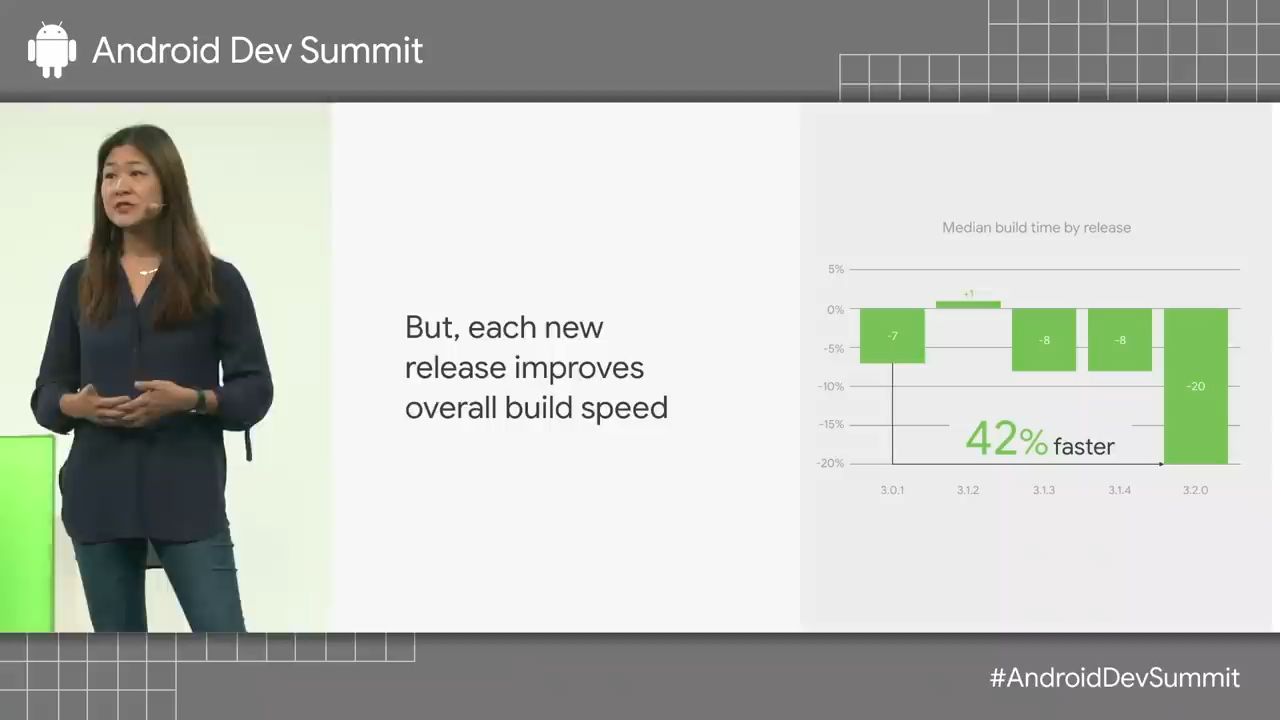 Android Dev Summit
But, each new
release improves
overall build speed
Median build time by release
5%
+1
0%
-7
-5%
-8
-8
-10%
-20
-15%
42% faster
-20%
3.0.1
3.1.2
3.1.3
3.1.4
3.2.0
#AndroidDevSummit